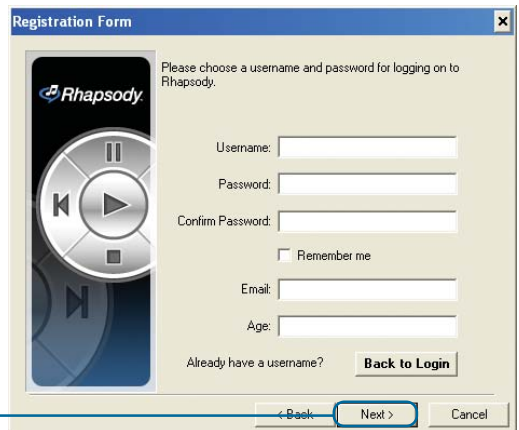 Registration Form
Rhapsody.
Please choose a username and password for logging on to
Rhapsody.
Username:
Password:
Confirm Password:
Remember me
Email:
Age:
Already have a username? Back to Login
< Back Next > Cancel